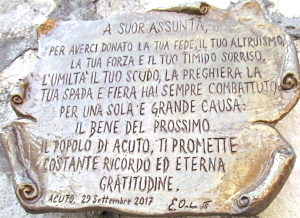 A SUOR ASSUNTA,
PER AVERCI DONATO LA TUA FEDE, IL TUO ALTRUISMO,
LA TUA FORZA E IL TUO TIMIDO SORRISO,
L'UMILTÀ IL TUO SCUDO, LA PREGHIERA LA
TUA SPADA E FIERA HAI SEMPRE COMBATTUTO
PER UNA SOLA E GRANDE CAUSA:
IL BENE DEL PROSSIMO.
IL POPOLO DI ACUTO, TI PROMETTE
COSTANTE RICORDO ED ETERNA
GRATITUDINE.
ACUTO, 29 Settembre 2017